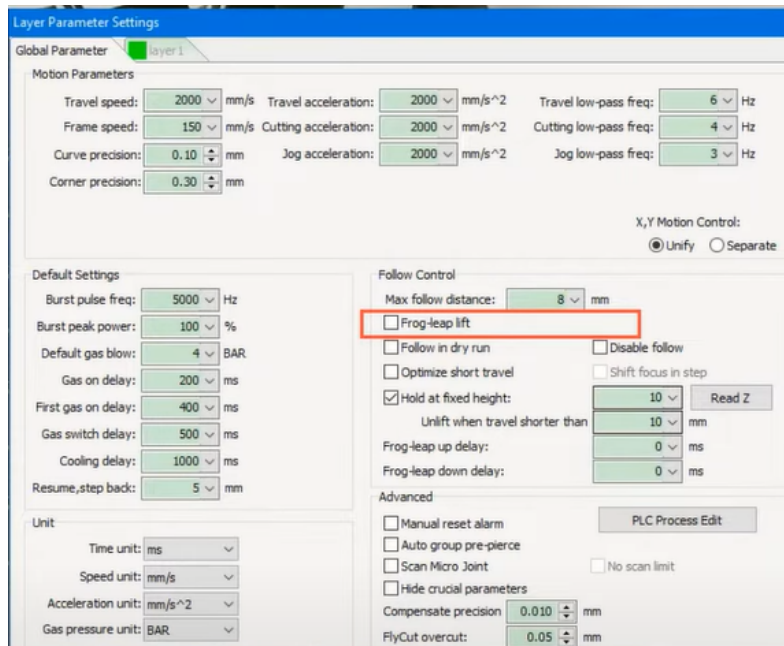 Layer Parameter Settings
Global Parameter layer1
Motion Parameters
Travel speed: 2000 mm/s Travel acceleration: 2000 mm/s^2 Travel low-pass freq: 6 Hz
Frame speed: 150 mm/s Cutting acceleration: 2000 mm/s^2 Cutting low-pass freq: 4 Hz
Curve precision: 0.10 mm Jog acceleration: 2000 mm/s^2 Jog low-pass freq: 3 Hz
Corner precision: 0.30 mm
X,Y Motion Control:
Unify Separate
Default Settings
Burst pulse freq: 5000 Hz
Burst peak power: 100 %
Default gas blow: 4 BAR
Gas on delay: 200 ms
First gas on delay: 400 ms
Gas switch delay: 500 ms
Cooling delay: 1000 ms
Resume,step back: 5 mm
Unit
Time unit: ms
Speed unit: mm/s
Acceleration unit: mm/s^2
Gas pressure unit: BAR
Follow Control
Max follow distance: 8 mm
Frog-leap lift
Follow in dry run Disable follow
Optimize short travel Shift focus in step
Hold at fixed height: 10 Read Z
Unlift when travel shorter than 10 mm
Frog-leap up delay: 0 ms
Frog-leap down delay: 0 ms
Advanced
Manual reset alarm PLC Process Edit
Auto group pre-pierce
Scan Micro Joint No scan limit
Hide crucial parameters
Compensate precision 0.010 mm
FlyCut overcut: 0.05 mm